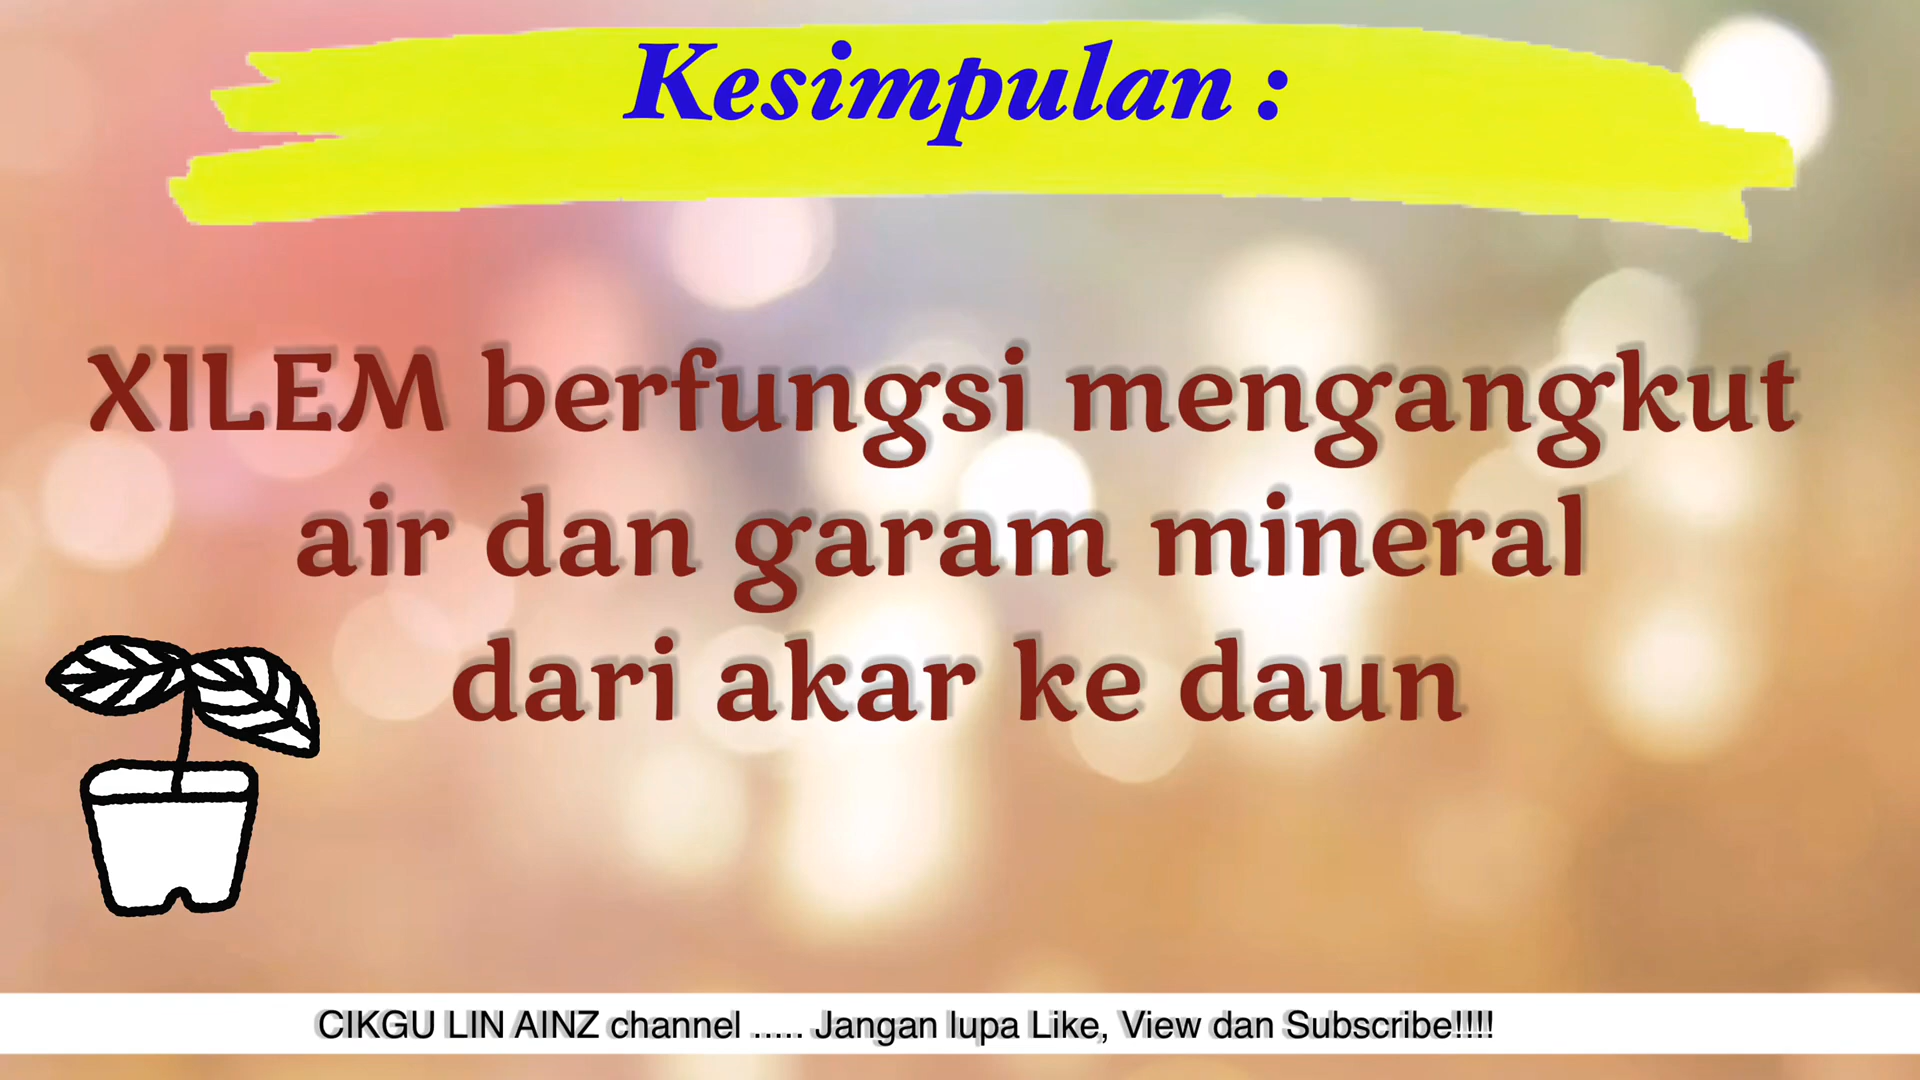 Kesimpulan :
XILEM berfungsi mengangkut
air dan garam mineral
dari akar ke daun
CIKGU LIN AINZ channel ..... Jangan lupa Like, View dan Subscribe!!!!